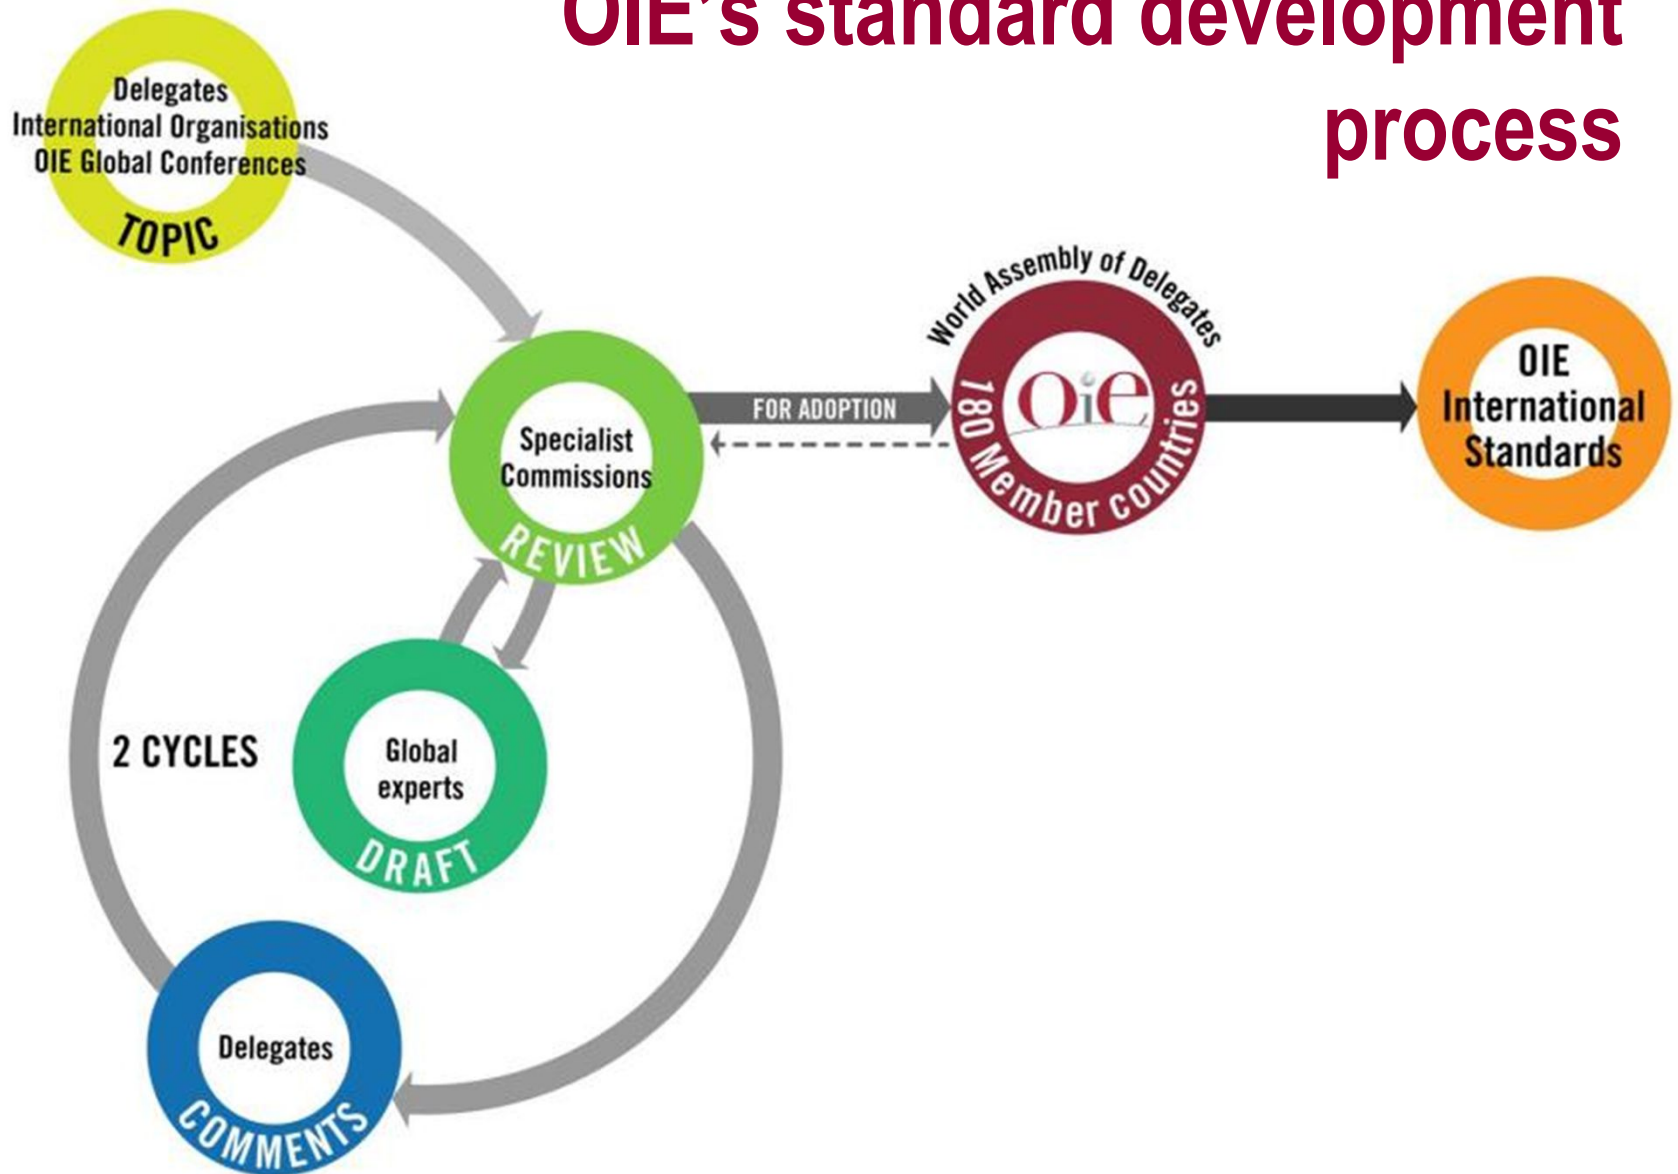 OIE's standard development
process
Delegates
International Organisations
OIE Global Conferences
TOPIC
World Assembly of Delegates
OiE
180 Member countries
FOR ADOPTION
OIE
International
Standards
Specialist
Commissions
REVIEW
2 CYCLES
Global
experts
DRAFT
Delegates
COMMENTS